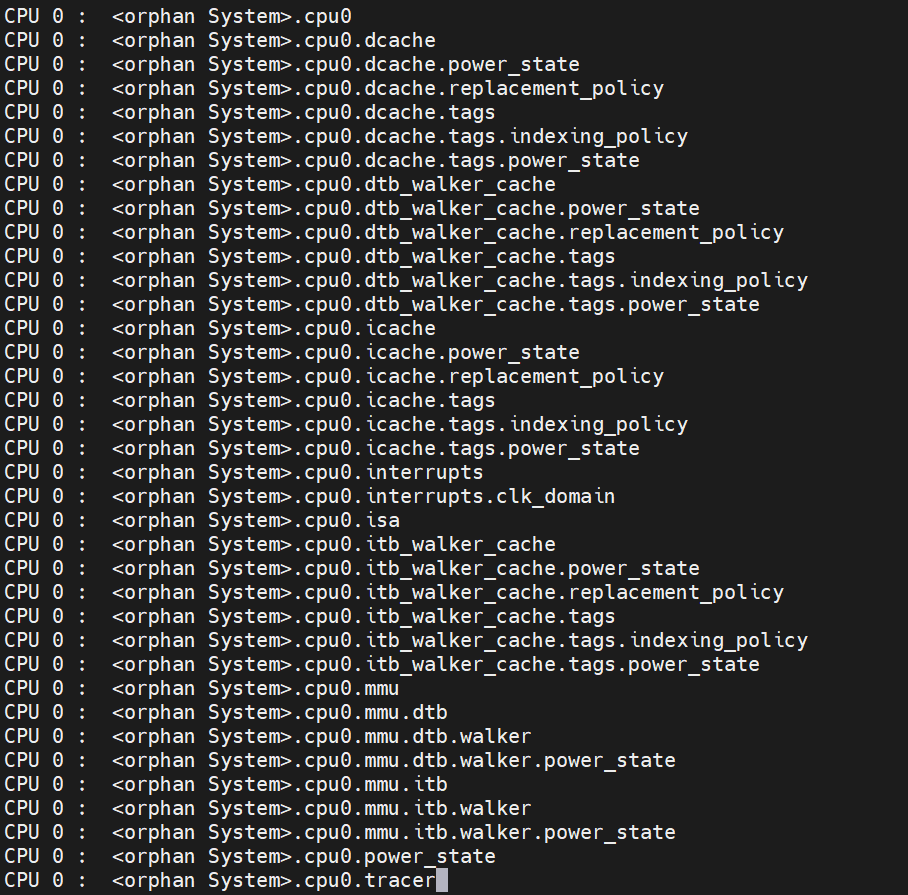 CPU 0 :  <orphan System>.cpu0
CPU 0 :  <orphan System>.cpu0.dcache
CPU 0 :  <orphan System>.cpu0.dcache.power_state
CPU 0 :  <orphan System>.cpu0.dcache.replacement_policy
CPU 0 :  <orphan System>.cpu0.dcache.tags
CPU 0 :  <orphan System>.cpu0.dcache.tags.indexing_policy
CPU 0 :  <orphan System>.cpu0.dcache.tags.power_state
CPU 0 :  <orphan System>.cpu0.dtb_walker_cache
CPU 0 :  <orphan System>.cpu0.dtb_walker_cache.power_state
CPU 0 :  <orphan System>.cpu0.dtb_walker_cache.replacement_policy
CPU 0 :  <orphan System>.cpu0.dtb_walker_cache.tags
CPU 0 :  <orphan System>.cpu0.dtb_walker_cache.tags.indexing_policy
CPU 0 :  <orphan System>.cpu0.dtb_walker_cache.tags.power_state
CPU 0 :  <orphan System>.cpu0.icache
CPU 0 :  <orphan System>.cpu0.icache.power_state
CPU 0 :  <orphan System>.cpu0.icache.replacement_policy
CPU 0 :  <orphan System>.cpu0.icache.tags
CPU 0 :  <orphan System>.cpu0.icache.tags.indexing_policy
CPU 0 :  <orphan System>.cpu0.icache.tags.power_state
CPU 0 :  <orphan System>.cpu0.interrupts
CPU 0 :  <orphan System>.cpu0.interrupts.clk_domain
CPU 0 :  <orphan System>.cpu0.isa
CPU 0 :  <orphan System>.cpu0.itb_walker_cache
CPU 0 :  <orphan System>.cpu0.itb_walker_cache.power_state
CPU 0 :  <orphan System>.cpu0.itb_walker_cache.replacement_policy
CPU 0 :  <orphan System>.cpu0.itb_walker_cache.tags
CPU 0 :  <orphan System>.cpu0.itb_walker_cache.tags.indexing_policy
CPU 0 :  <orphan System>.cpu0.itb_walker_cache.tags.power_state
CPU 0 :  <orphan System>.cpu0.mmu
CPU 0 :  <orphan System>.cpu0.mmu.dtb
CPU 0 :  <orphan System>.cpu0.mmu.dtb.walker
CPU 0 :  <orphan System>.cpu0.mmu.dtb.walker.power_state
CPU 0 :  <orphan System>.cpu0.mmu.itb
CPU 0 :  <orphan System>.cpu0.mmu.itb.walker
CPU 0 :  <orphan System>.cpu0.mmu.itb.walker.power_state
CPU 0 :  <orphan System>.cpu0.power_state
CPU 0 :  <orphan System>.cpu0.tracer